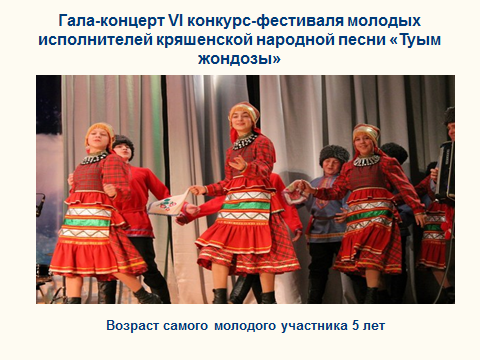 Гала-концерт VI конкурс-фестиваля молодых
исполнителей кряшенской народной песни «Туым
жондозы»
Возраст самого молодого участника 5 лет